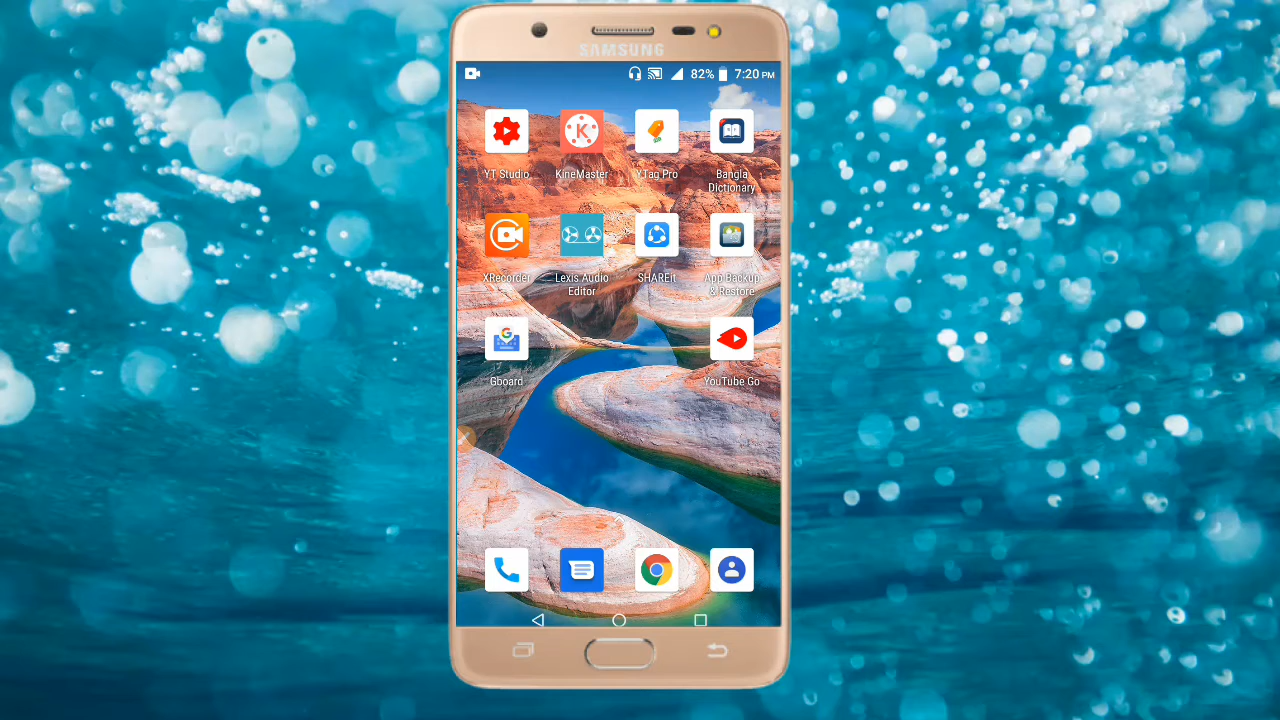 SAMSUNG
82% 7:20 PM
YT Studio
KineMaster
YTag Pro
Bangla
Dictionary
XRecorder
Lexis Audio
Editor
SHAREit
App Backup
& Restore
Gboard
YouTube Go